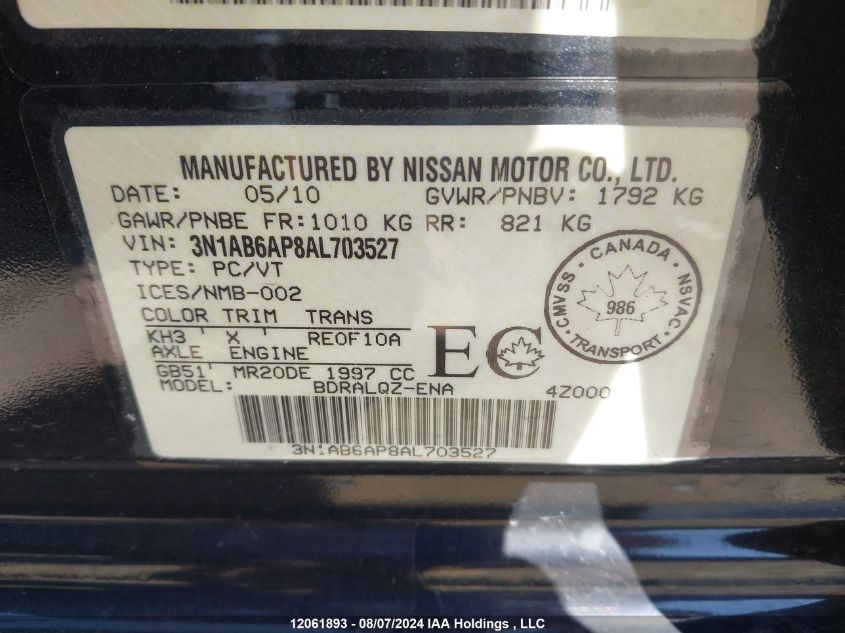 MANUFACTURED BY NISSAN MOTOR CO., LTD.
DATE: 05/10 GVWR/PNBV: 1792 KG
GAWR/PNBE FR:1010 KG RR: 821 KG
VIN: 3N1AB6AP8AL703527
TYPE: PC/VT
ICES/NMB-002
COLOR TRIM TRANS
KH3 ' X ' RE0F10A
AXLE ENGINE
GB51' MR20DE 1997 CC
MODEL: BDRALQZ-ENA 4Z000
EC
CANADA
CMVSS NSVAC
986
TRANSPORT
3N1AB6AP8AL703527
12061893 - 08/07/2024 IAA Holdings , LLC